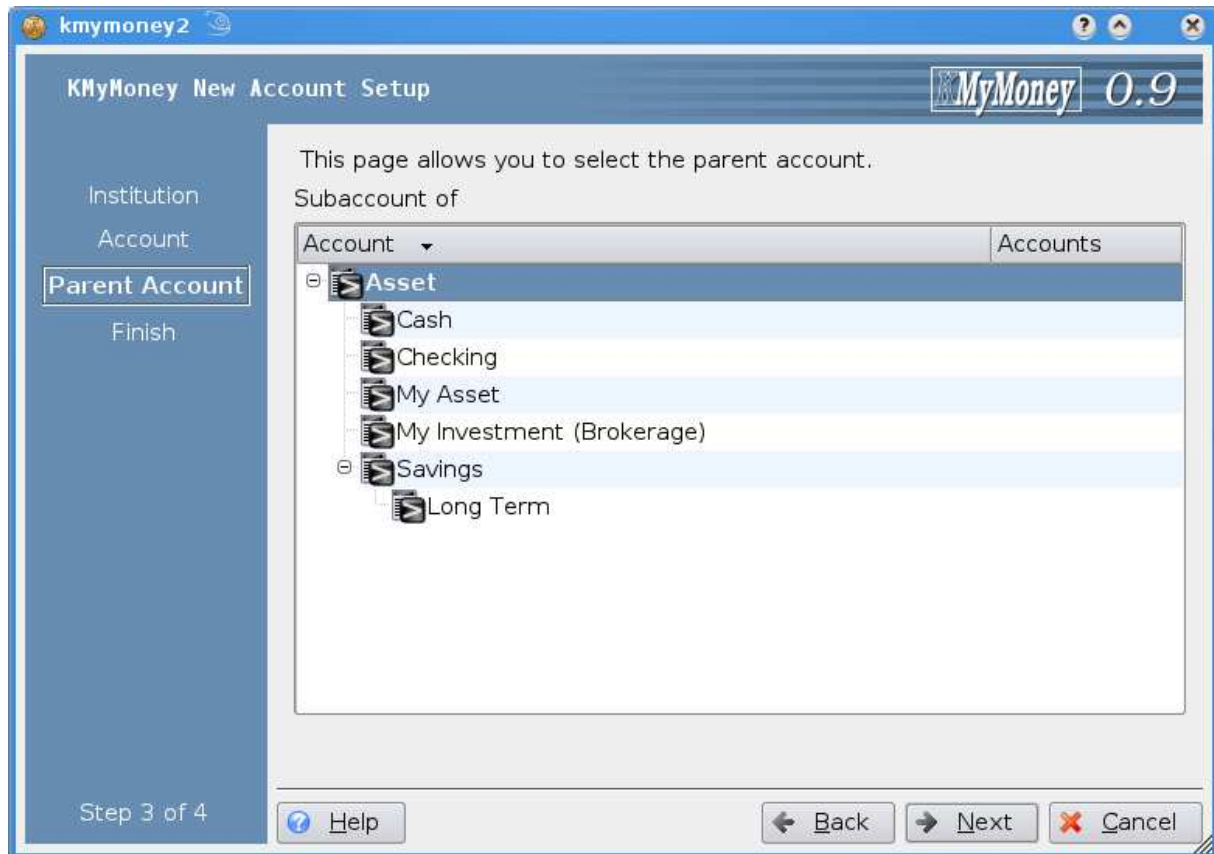 kmymoney2
KMyMoney New Account Setup
KMyMoney 0.9
Institution
Account
Parent Account
Finish
Step 3 of 4
This page allows you to select the parent account.
Subaccount of
Account Accounts
Asset
Cash
Checking
My Asset
My Investment (Brokerage)
Savings
Long Term
Help Back Next Cancel